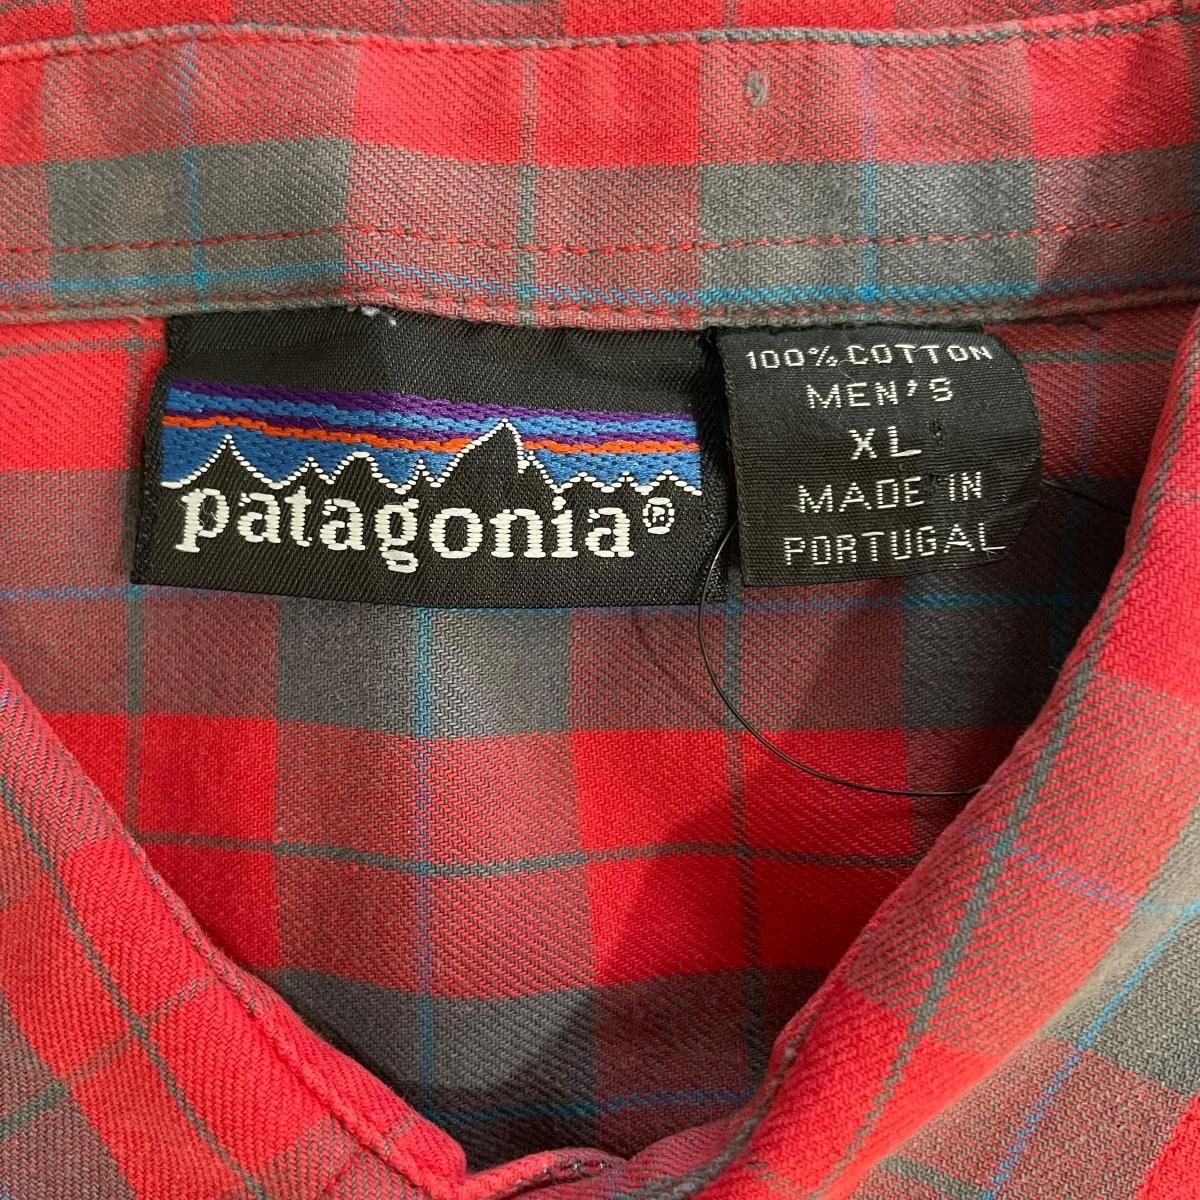 patagonia®
100% COTTON
MEN'S
XL
MADE IN
PORTUGAL